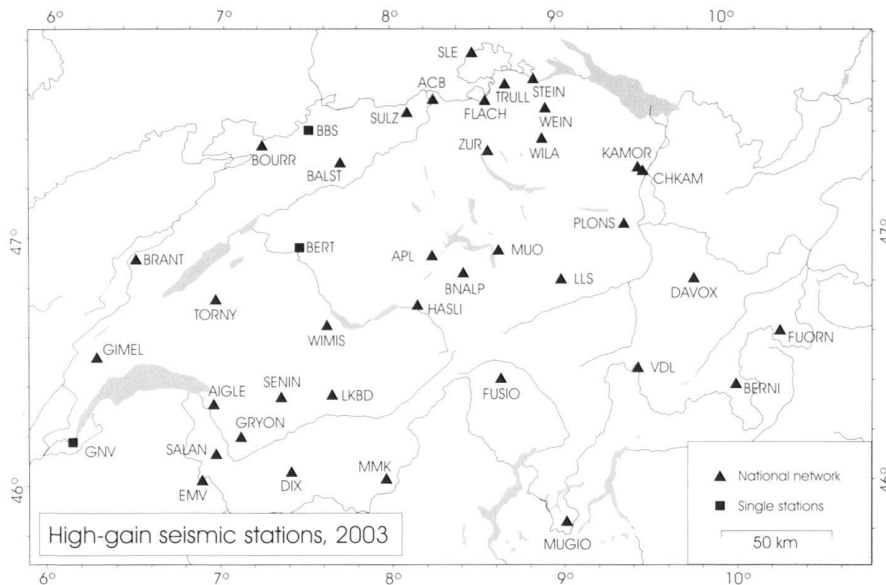 6° 7° 8° 9° 10°
SLE
ACB
TRULL
STEIN
SULZ
FLACH
WEIN
BBS
BOURR
ZUR
WILA
BALST
KAMOR
CHKAM
PLONS
47° 47°
BERT
MUO
BRANT
APL
BNALP
LLS
DAVOX
TORNY
HASLI
WIMIS
FUORN
GIMEL
VDL
SENIN
AIGLE
LKBD
FUSIO
BERNI
GRYON
GNV
SALAN
MMK
DIX
EMV
46° 46°
MUGIO
National network
Single stations
50 km
High-gain seismic stations, 2003
6° 7° 8° 9° 10°